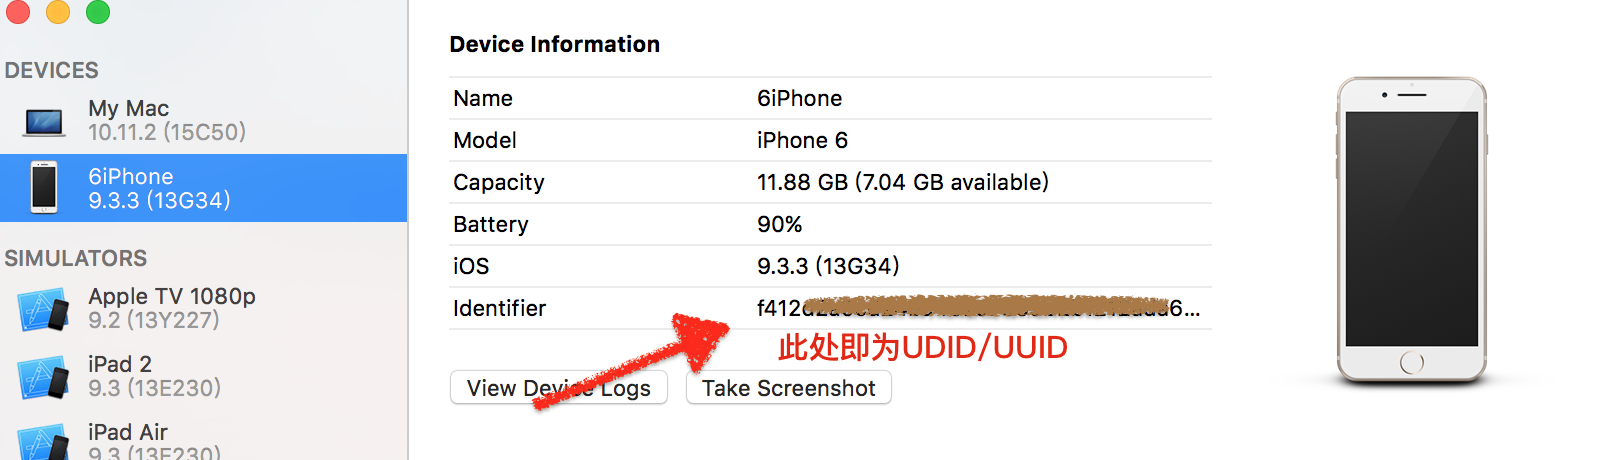 DEVICES
My Mac
10.11.2 (15C50)
6iPhone
9.3.3 (13G34)
SIMULATORS
Apple TV 1080p
9.2 (13Y227)
iPad 2
9.3 (13E230)
iPad Air
9.3 (13E230)
Device Information
Name 6iPhone
Model iPhone 6
Capacity 11.88 GB (7.04 GB available)
Battery 90%
iOS 9.3.3 (13G34)
Identifier
此处即为UDID/UUID
View Device Logs Take Screenshot